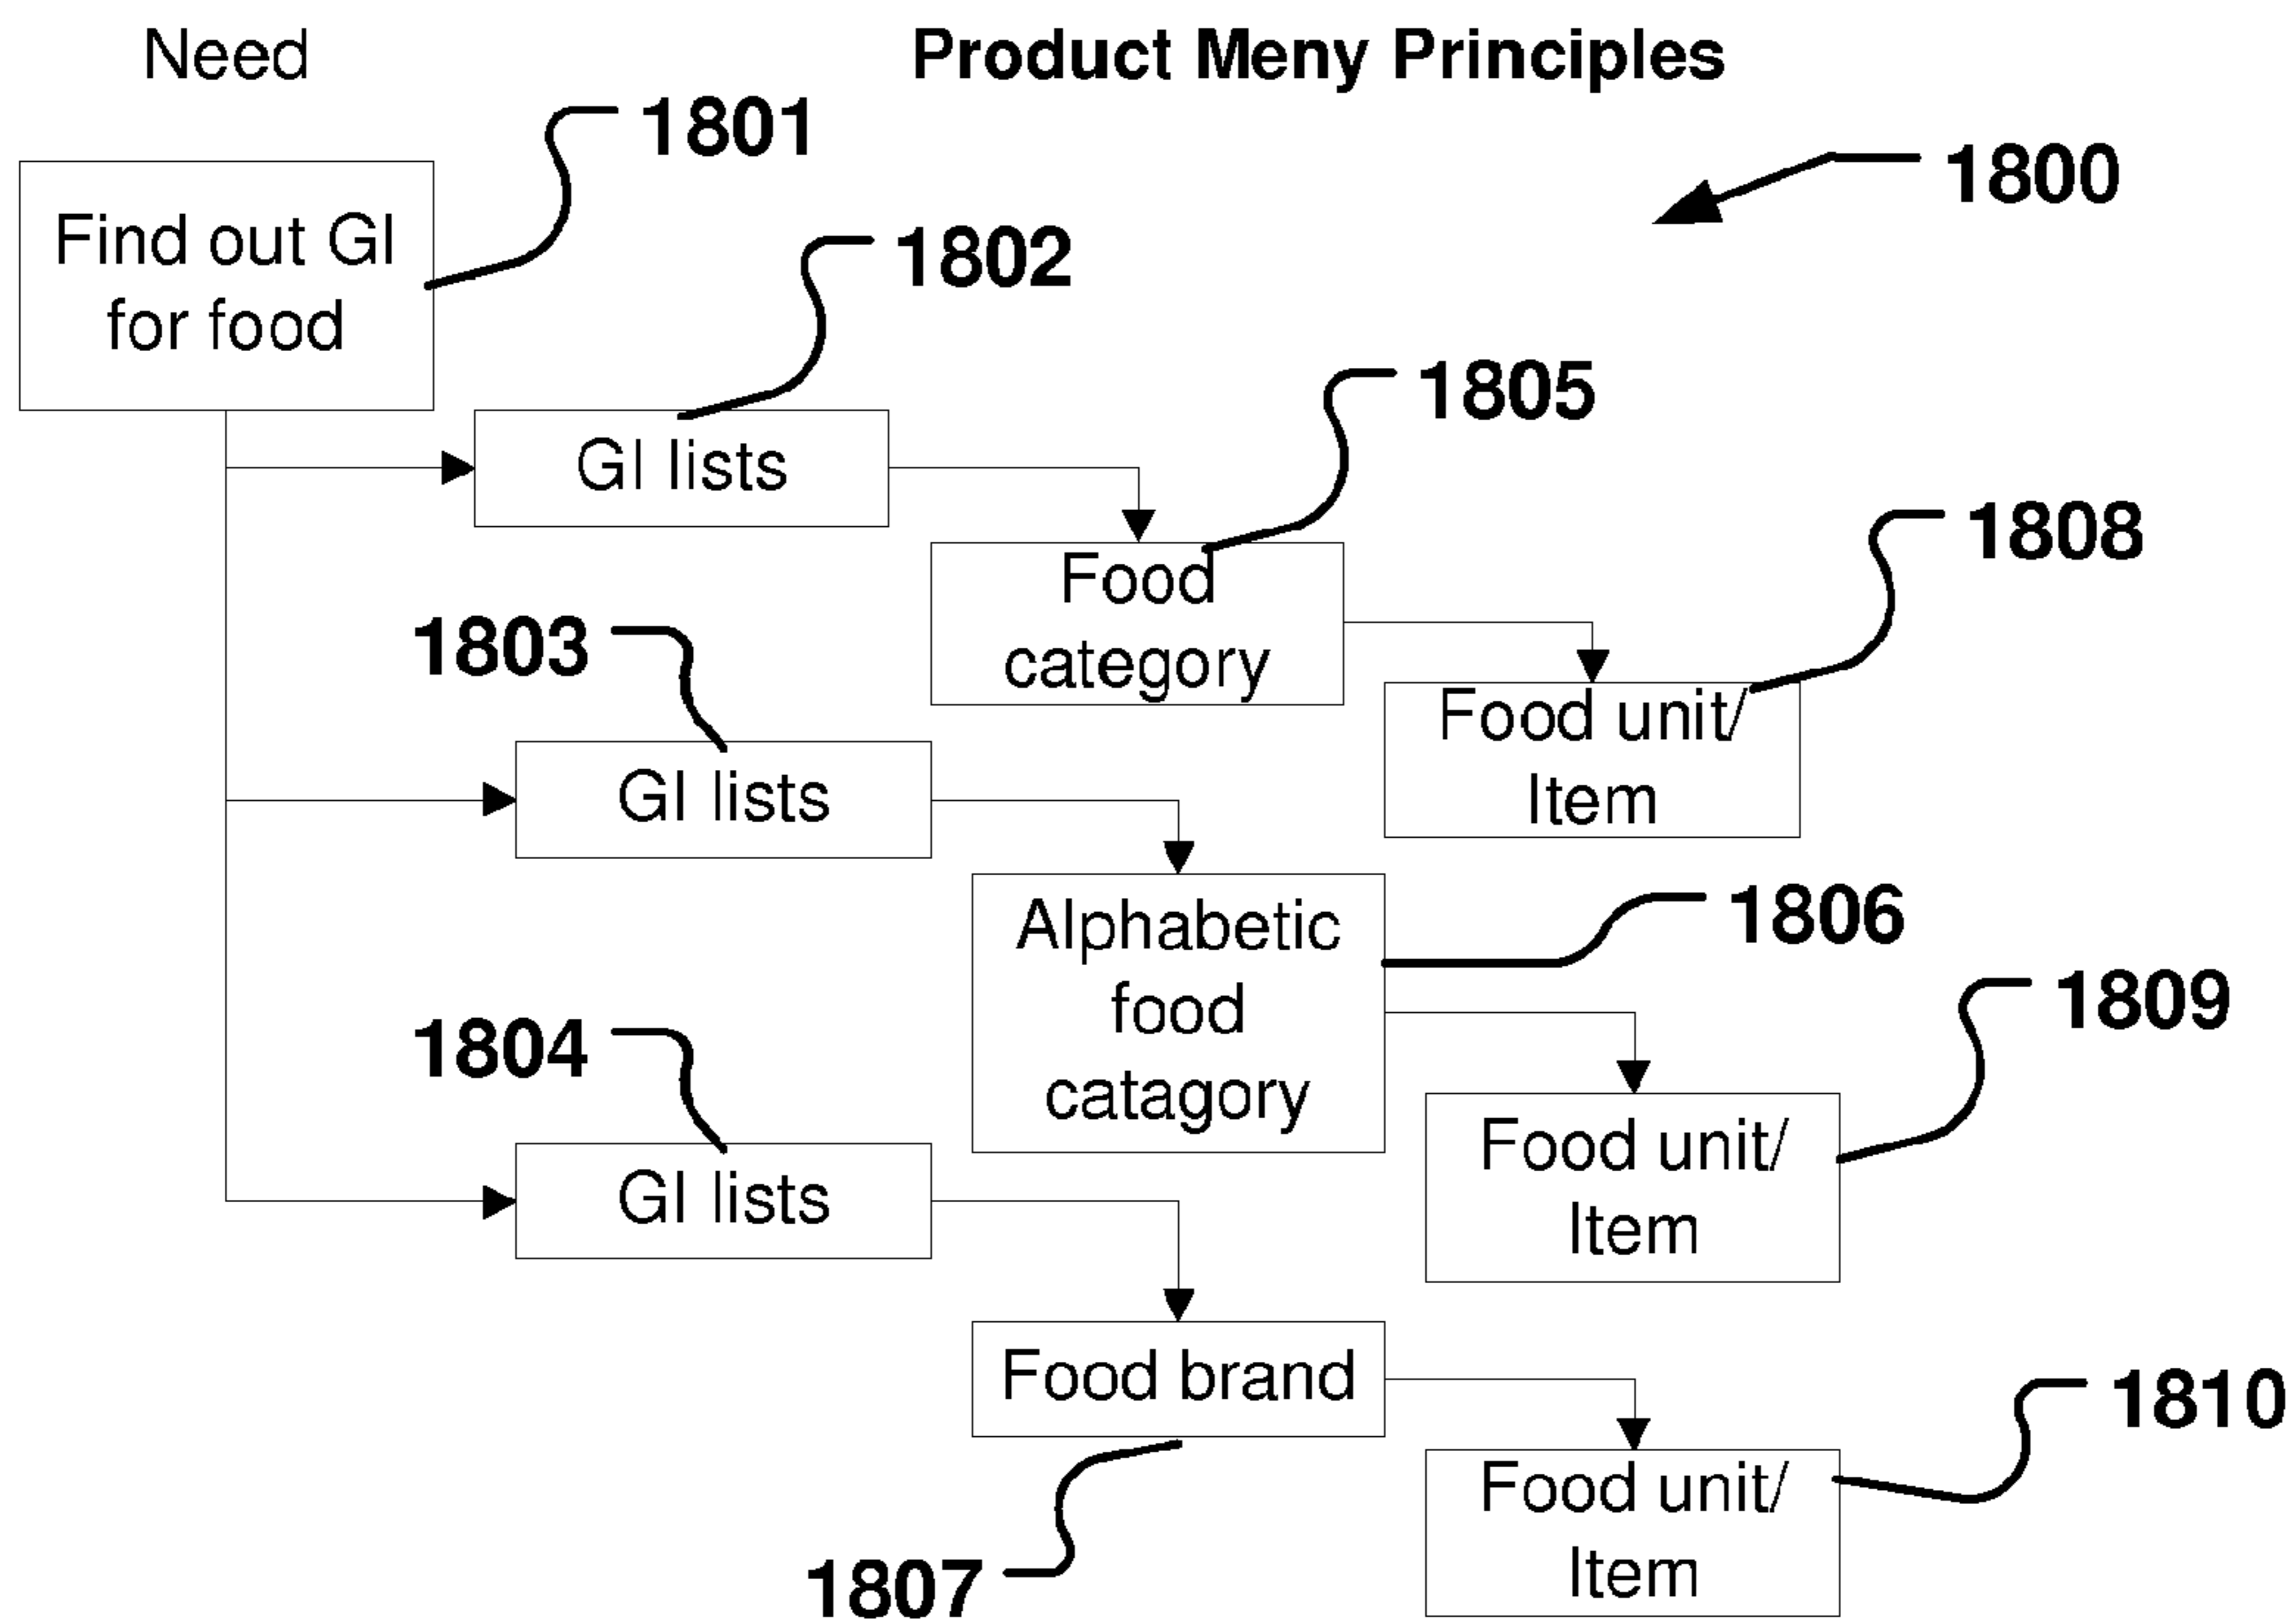 Need
Product Meny Principles
1801
1800
Find out GI
for food
1802
1805
GI lists
1808
Food
category
1803
Food unit/
Item
GI lists
1806
Alphabetic
food
catagory
1809
1804
Food unit/
Item
GI lists
Food brand
1810
Food unit/
Item
1807